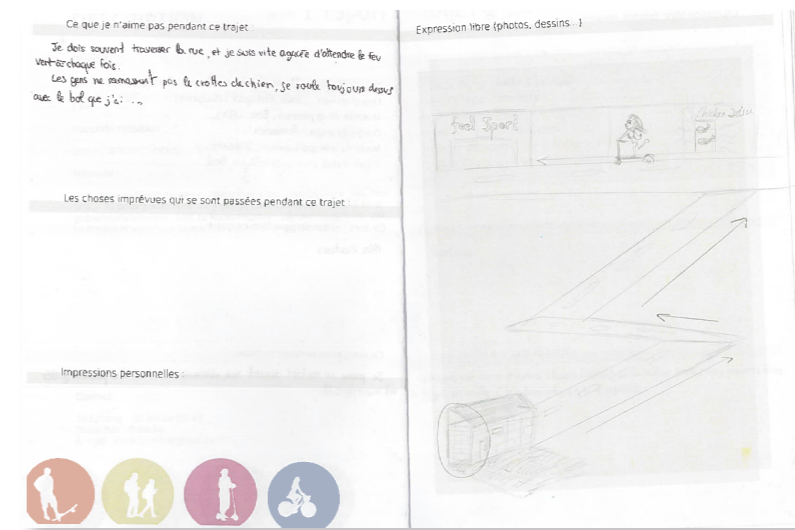 Ce que je n'aime pas pendant ce trajet
Je dois souvent traverser la rue, et je suis vite agacée d'attendre le feu
vert à chaque fois.
Les gens ne ramassent pas le crottes de chien, je roule toujours dessus
avec le bol que j'ai ...
Les choses imprévues qui se sont passées pendant ce trajet :
Impressions personnelles :
Expression libre (photos, dessins...)
feel Sport